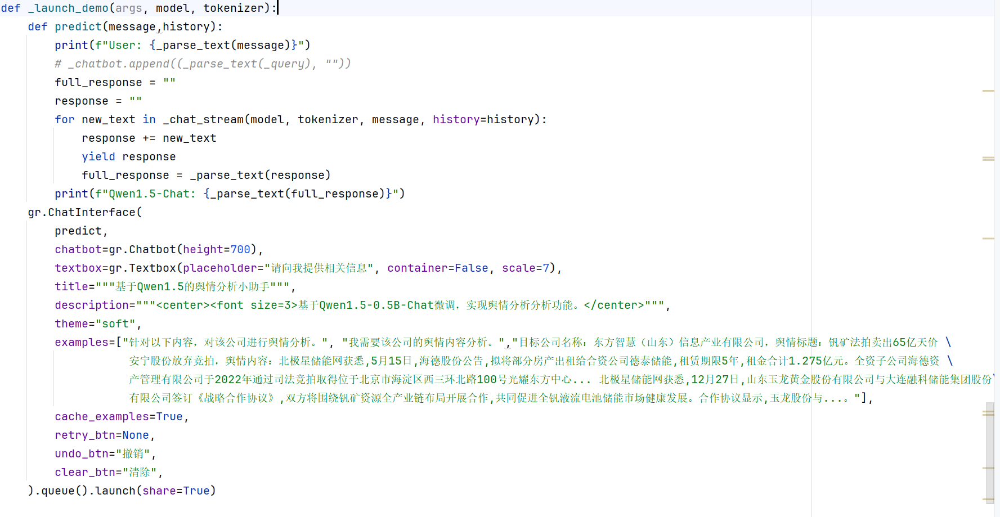 def _launch_demo(args, model, tokenizer):
    def predict(message,history):
        print(f"User: {_parse_text(message)}")
        # _chatbot.append((_parse_text(_query), ""))
        full_response = ""
        response = ""
        for new_text in _chat_stream(model, tokenizer, message, history=history):
            response += new_text
            yield response
            full_response = _parse_text(response)
        print(f"Qwen1.5-Chat: {_parse_text(full_response)}")
    gr.ChatInterface(
        predict,
        chatbot=gr.Chatbot(height=700),
        textbox=gr.Textbox(placeholder="请向我提供相关信息", container=False, scale=7),
        title="""基于Qwen1.5的舆情分析小助手""",
        description="""<center><font size=3>基于Qwen1.5-0.5B-Chat微调，实现舆情分析分析功能。</center>""",
        theme="soft",
        examples=["针对以下内容，对该公司进行舆情分析。", "我需要该公司的舆情内容分析。","目标公司名称：东方智慧（山东）信息产业有限公司，舆情标题：钒矿法拍卖出65亿天价 \
                   安宁股份放弃竞拍，舆情内容：北极星储能网获悉,5月15日,海德股份公告,拟将部分房产出租给合资公司德泰储能,租赁期限5年,租金合计1.275亿元。全资子公司海德资 \
                   产管理有限公司于2022年通过司法竞拍取得位于北京市海淀区西三环北路100号光耀东方中心... 北极星储能网获悉,12月27日,山东玉龙黄金股份有限公司与大连融科储能集团股份\
                   有限公司签订《战略合作协议》,双方将围绕钒矿资源全产业链布局开展合作,共同促进全钒液流电池储能市场健康发展。合作协议显示,玉龙股份与...。"],
        cache_examples=True,
        retry_btn=None,
        undo_btn="撤销",
        clear_btn="清除",
    ).queue().launch(share=True)